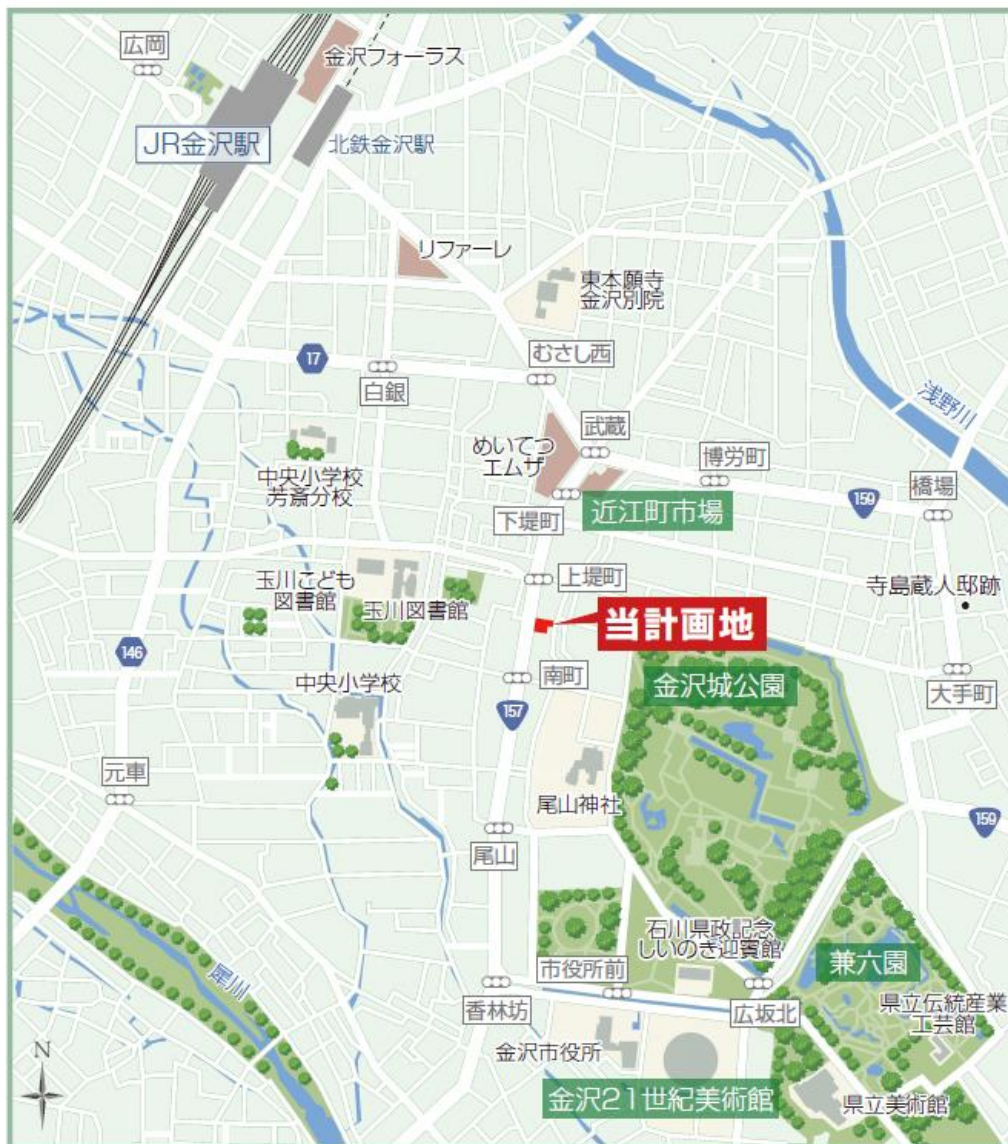 広岡
金沢フォーラス
JR金沢駅
北鉄金沢駅
リファーレ
東本願寺
金沢別院
むさし西
17
白銀
浅野川
武蔵
めいてつ
エムザ
博労町
中央小学校
芳斎分校
159
橋場
近江町市場
下堤町
上堤町
玉川こども
図書館
玉川図書館
寺島蔵人邸跡
当計画地
146
中央小学校
南町
金沢城公園
大手町
157
元車
尾山神社
159
尾山
石川県政記念
しいのき迎賓館
兼六園
犀川
市役所前
香林坊
広坂北
県立伝統産業
工芸館
N
金沢市役所
金沢21世紀美術館
県立美術館